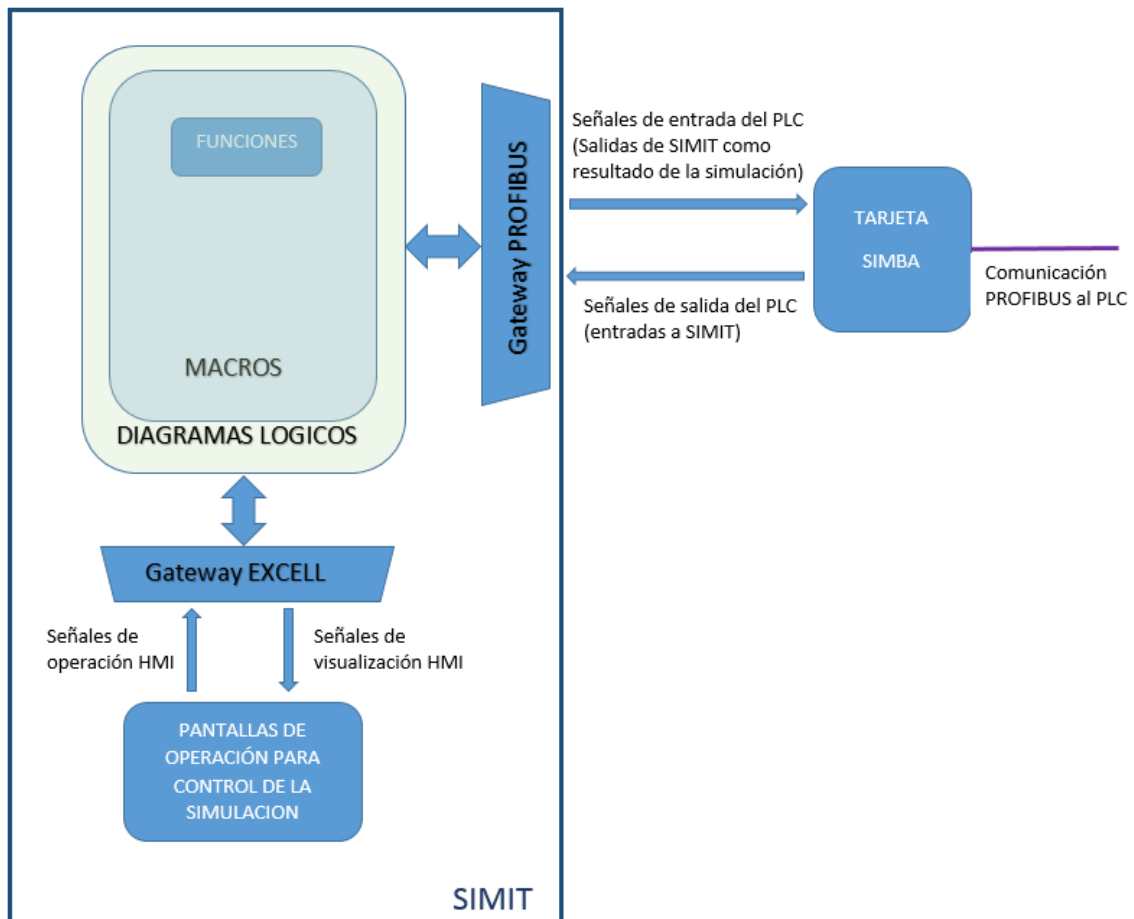 FUNCIONES
MACROS
DIAGRAMAS LOGICOS
Gateway PROFIBUS
Señales de entrada del PLC
(Salidas de SIMIT como
resultado de la simulación)
Señales de salida del PLC
(entradas a SIMIT)
TARJETA
SIMBA
Comunicación
PROFIBUS al PLC
Gateway EXCELL
Señales de
operación HMI
Señales de
visualización HMI
PANTALLAS DE
OPERACIÓN PARA
CONTROL DE LA
SIMULACION
SIMIT